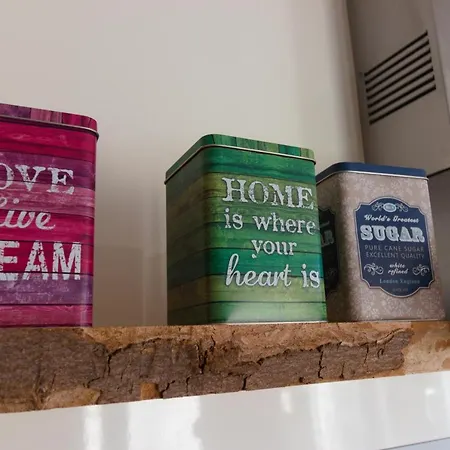 OVE
live
EAM
HOME
is where
your
heart is
World's Greatest
SUGAR
PURE CANE SUGAR
EXCELLENT QUALITY
white
refined
London England